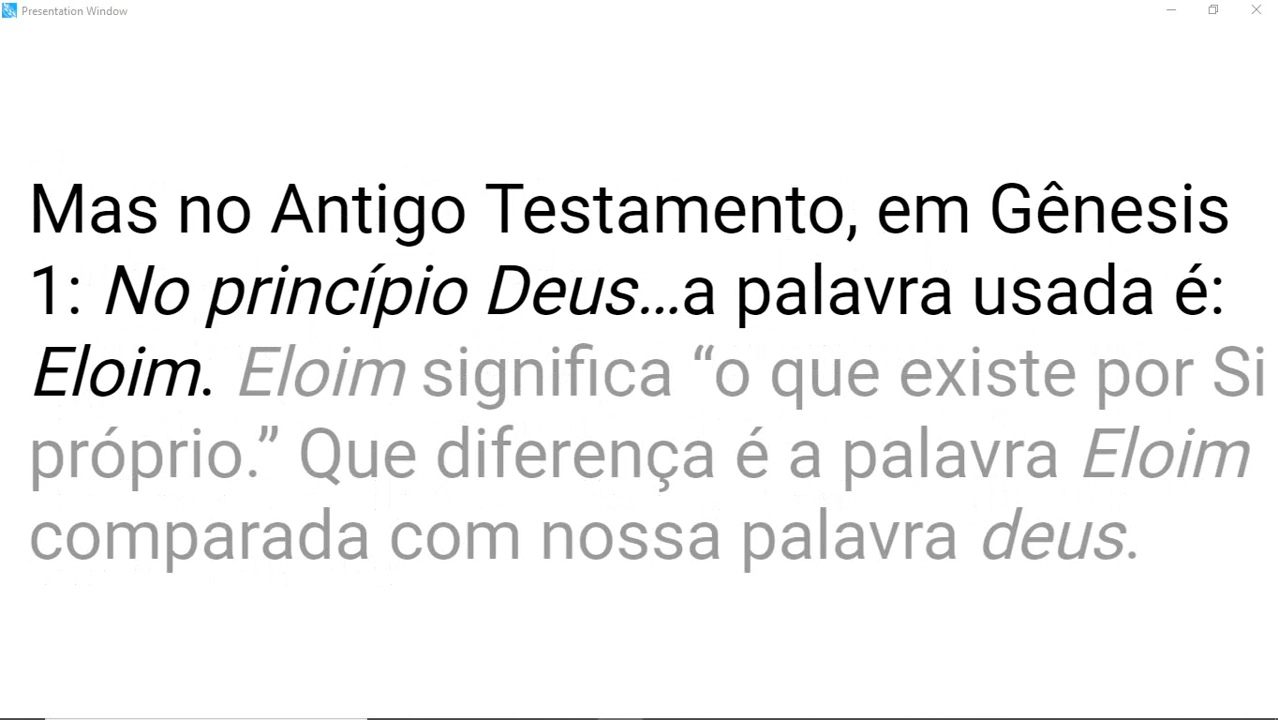 Presentation Window
Mas no Antigo Testamento, em Gênesis
1: No princípio Deus...a palavra usada é:
Eloim. Eloim significa “o que existe por Si
próprio.” Que diferença é a palavra Eloim
comparada com nossa palavra deus.